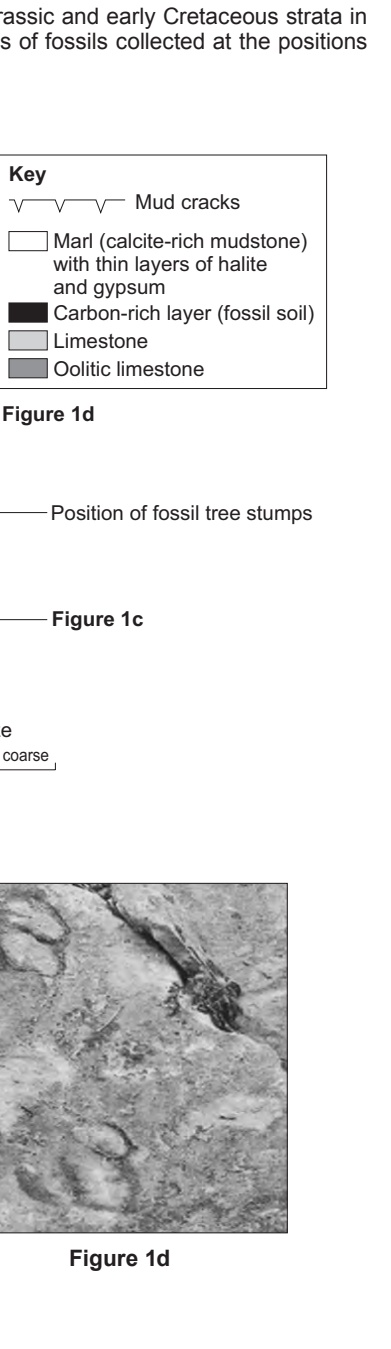 and early Cretaceous strata in
of fossils collected at the positions
Key
Mud cracks
Marl (calcite-rich mudstone)
with thin layers of halite
and gypsum
Carbon-rich layer (fossil soil)
Limestone
Oolitic limestone
Figure 1d
Position of fossil tree stumps
Figure 1c
coarse
Figure 1d